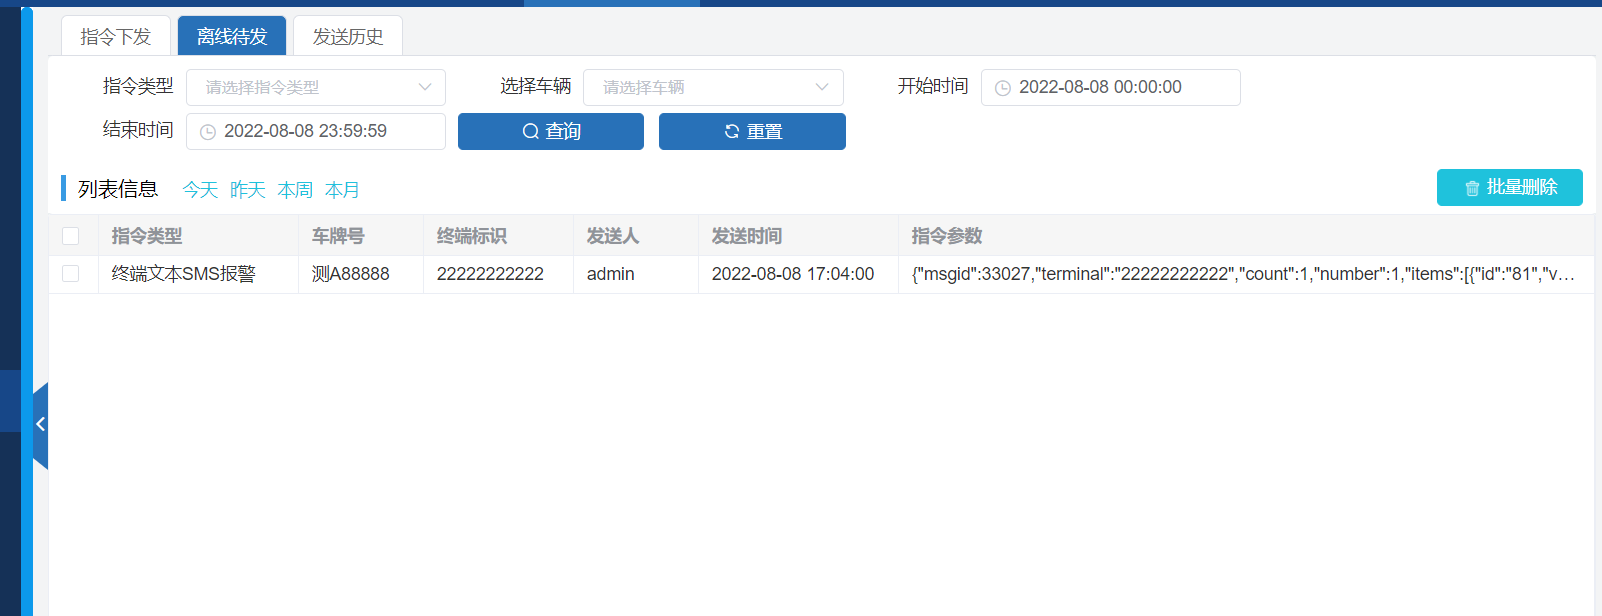 指令下发 离线待发 发送历史
指令类型 请选择指令类型 选择车辆 请选择车辆 开始时间 2022-08-08 00:00:00
结束时间 2022-08-08 23:59:59 查询 重置
列表信息 今天 昨天 本周 本月 批量删除
指令类型 车牌号 终端标识 发送人 发送时间 指令参数
终端文本SMS报警 测A88888 22222222222 admin 2022-08-08 17:04:00 {"msgid":33027,"terminal":"22222222222","count":1,"number":1,"items":[{"id":"81","v...